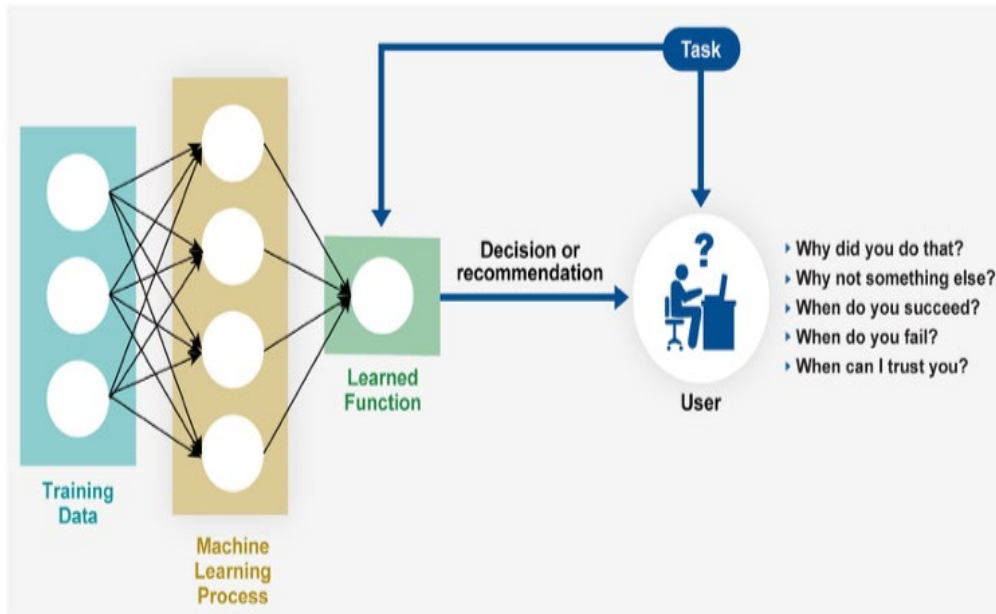 Task
Decision or
recommendation
?
Why did you do that?
Why not something else?
When do you succeed?
When do you fail?
When can I trust you?
Learned
Function
User
Training
Data
Machine
Learning
Process